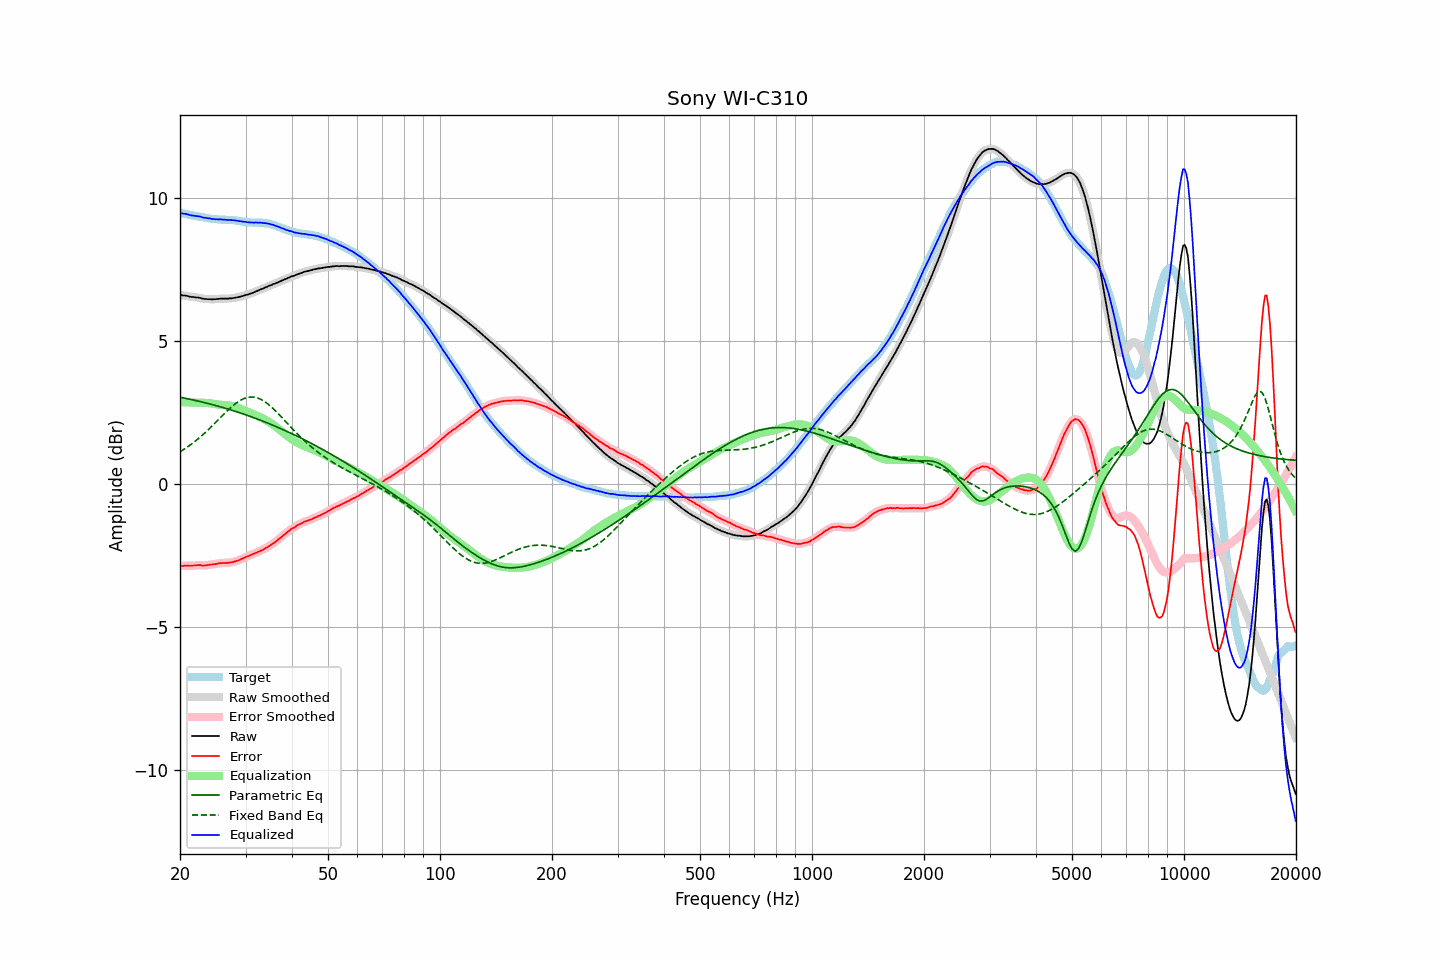 Sony WI-C310
Amplitude (dBr)
10
5
0
−5
−10
Target
Raw Smoothed
Error Smoothed
Raw
Error
Equalization
Parametric Eq
Fixed Band Eq
Equalized
20 50 100 200 500 1000 2000 5000 10000 20000
Frequency (Hz)